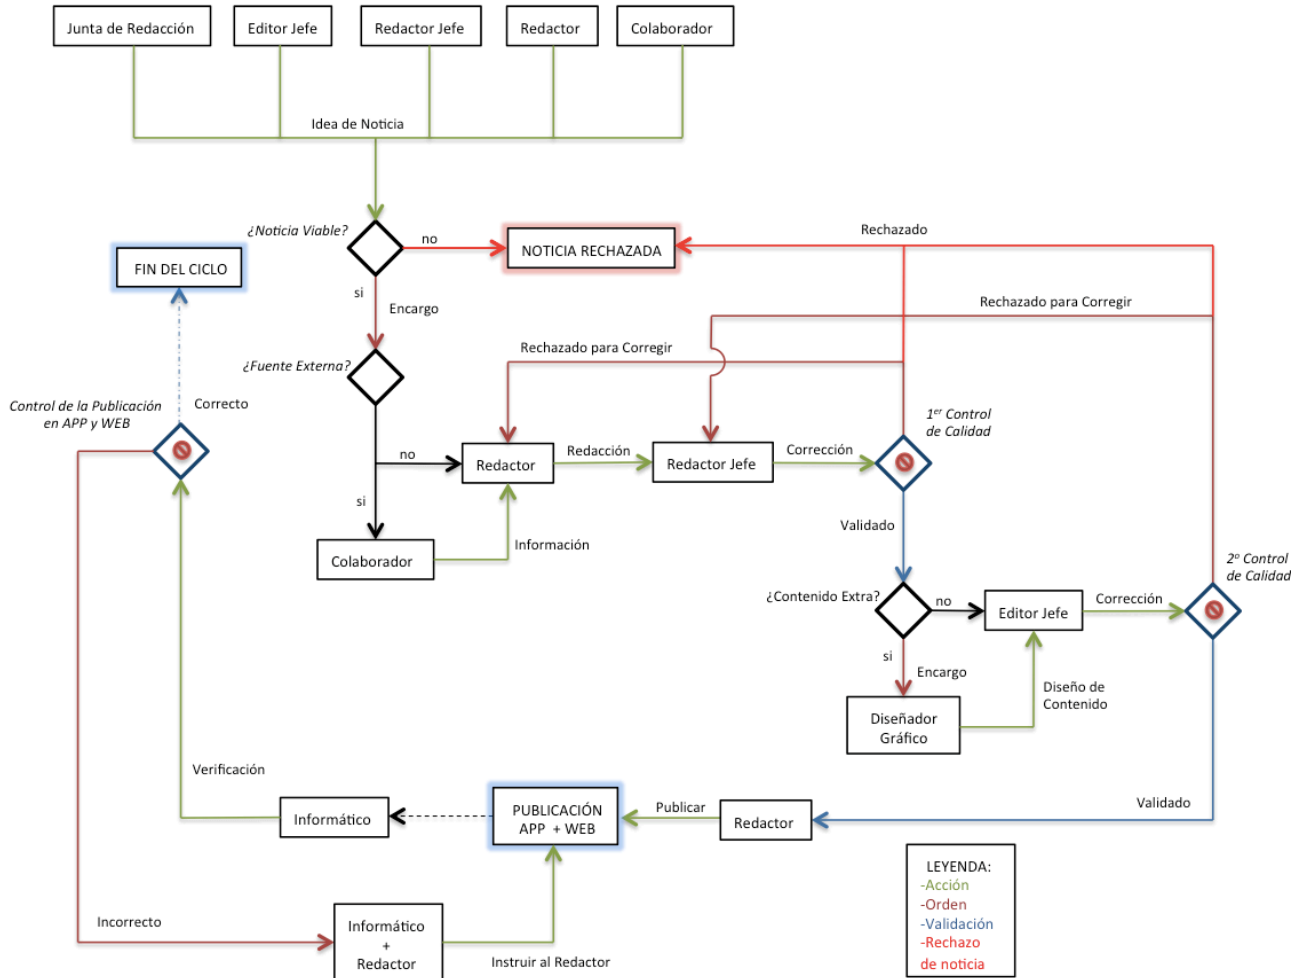 Junta de Redacción
Editor Jefe
Redactor Jefe
Redactor
Colaborador
Idea de Noticia
¿Noticia Viable?
no
NOTICIA RECHAZADA
Rechazado
FIN DEL CICLO
si
Encargo
Rechazado para Corregir
Rechazado para Corregir
¿Fuente Externa?
Control de la Publicación
en APP y WEB
Correcto
1er Control
de Calidad
no
Redactor
Redacción
Redactor Jefe
Corrección
si
Colaborador
Información
Validado
2º Control
de Calidad
¿Contenido Extra?
no
Editor Jefe
Corrección
si
Encargo
Diseño de
Contenido
Diseñador
Gráfico
Verificación
Informático
PUBLICACIÓN
APP + WEB
Publicar
Redactor
Validado
LEYENDA:
-Acción
-Orden
-Validación
-Rechazo
de noticia
Incorrecto
Informático
+
Redactor
Instruir al Redactor